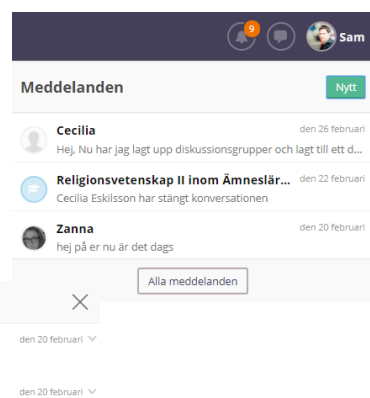 9
Sam
Meddelanden
Nytt
Cecilia den 26 februari
Hej, Nu har jag lagt upp diskussionsgrupper och lagt till ett d...
Religionsvetenskap II inom Ämneslär... den 22 februari
Cecilia Eskilsson har stängt konversationen
Zanna den 20 februari
hej på er nu är det dags
Alla meddelanden
den 20 februari
den 20 februari